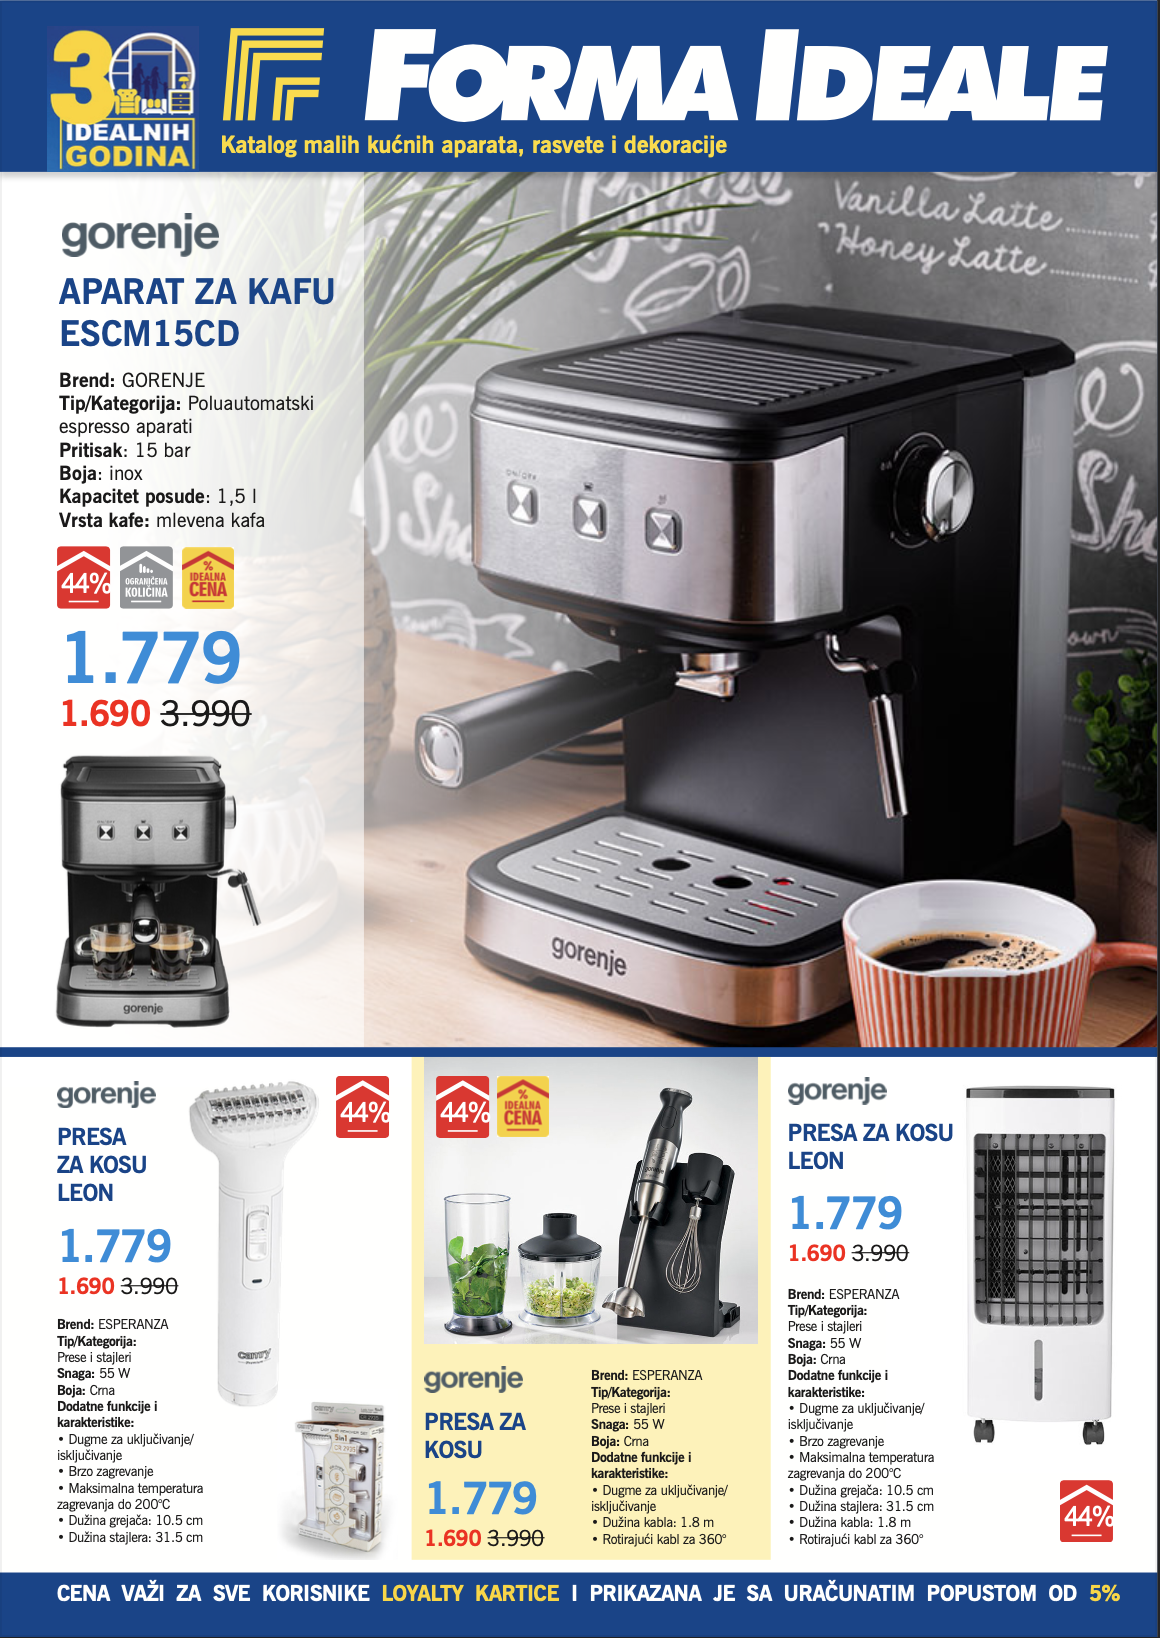 30
IDEALNIH
GODINA
FORMA IDEALE
Katalog malih kućnih aparata, rasvete i dekoracije
Vanilla Latte
Honey Latte
gorenje
APARAT ZA KAFU
ESCM15CD
Brend: GORENJE
Tip/Kategorija: Poluautomatski
espresso aparati
Pritisak: 15 bar
Boja: inox
Kapacitet posude: 1,5 l
Vrsta kafe: mlevena kafa
44%
OGRANIČENA
KOLIČINA
%
IDEALNA
CENA
1.779
1.690 3.990
ON/OFF
gorenje
gorenje
gorenje
PRESA
ZA KOSU
LEON
1.779
1.690 3.990
Brend: ESPERANZA
Tip/Kategorija:
Prese i stajleri
Snaga: 55 W
Boja: Crna
Dodatne funkcije i
karakteristike:
• Dugme za uključivanje/
isključivanje
• Brzo zagrevanje
• Maksimalna temperatura
zagrevanja do 200°C
• Dužina grejača: 10.5 cm
• Dužina stajlera: 31.5 cm
44%
camry
5in1
44%
%
IDEALNA
CENA
gorenje
gorenje
PRESA ZA
KOSU
1.779
1.690 3.990
Brend: ESPERANZA
Tip/Kategorija:
Prese i stajleri
Snaga: 55 W
Boja: Crna
Dodatne funkcije i
karakteristike:
• Dugme za uključivanje/
isključivanje
• Dužina kabla: 1.8 m
• Rotirajući kabl za 360°
gorenje
PRESA ZA KOSU
LEON
1.779
1.690 3.990
Brend: ESPERANZA
Tip/Kategorija:
Prese i stajleri
Snaga: 55 W
Boja: Crna
Dodatne funkcije i
karakteristike:
• Dugme za uključivanje/
isključivanje
• Brzo zagrevanje
• Maksimalna temperatura
zagrevanja do 200°C
• Dužina grejača: 10.5 cm
• Dužina stajlera: 31.5 cm
• Dužina kabla: 1.8 m
• Rotirajući kabl za 360°
44%
CENA VAŽI ZA SVE KORISNIKE LOYALTY KARTICE I PRIKAZANA JE SA URAČUNATIM POPUSTOM OD 5%